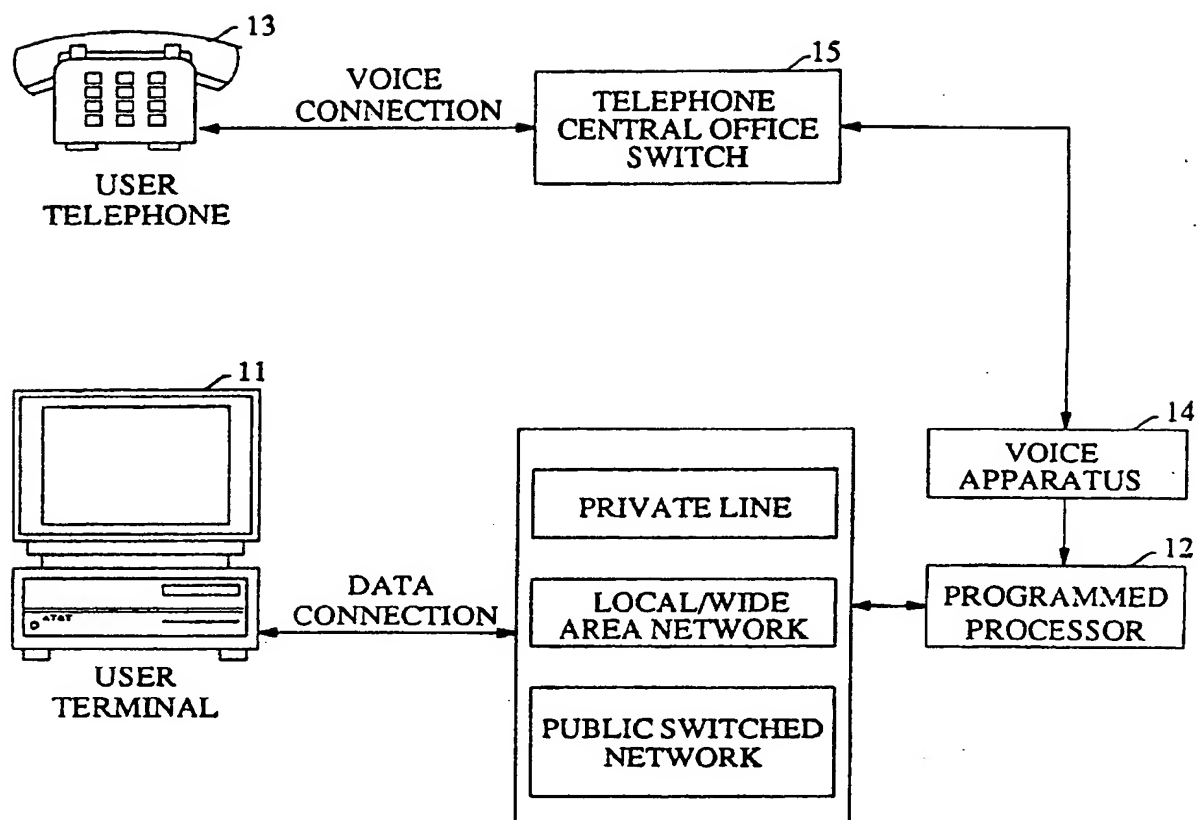 13
VOICE
CONNECTION
15
TELEPHONE
CENTRAL OFFICE
SWITCH
USER
TELEPHONE
11
AT&T
DATA
CONNECTION
USER
TERMINAL
PRIVATE LINE
LOCAL/WIDE
AREA NETWORK
PUBLIC SWITCHED
NETWORK
14
VOICE
APPARATUS
12
PROGRAMMED
PROCESSOR